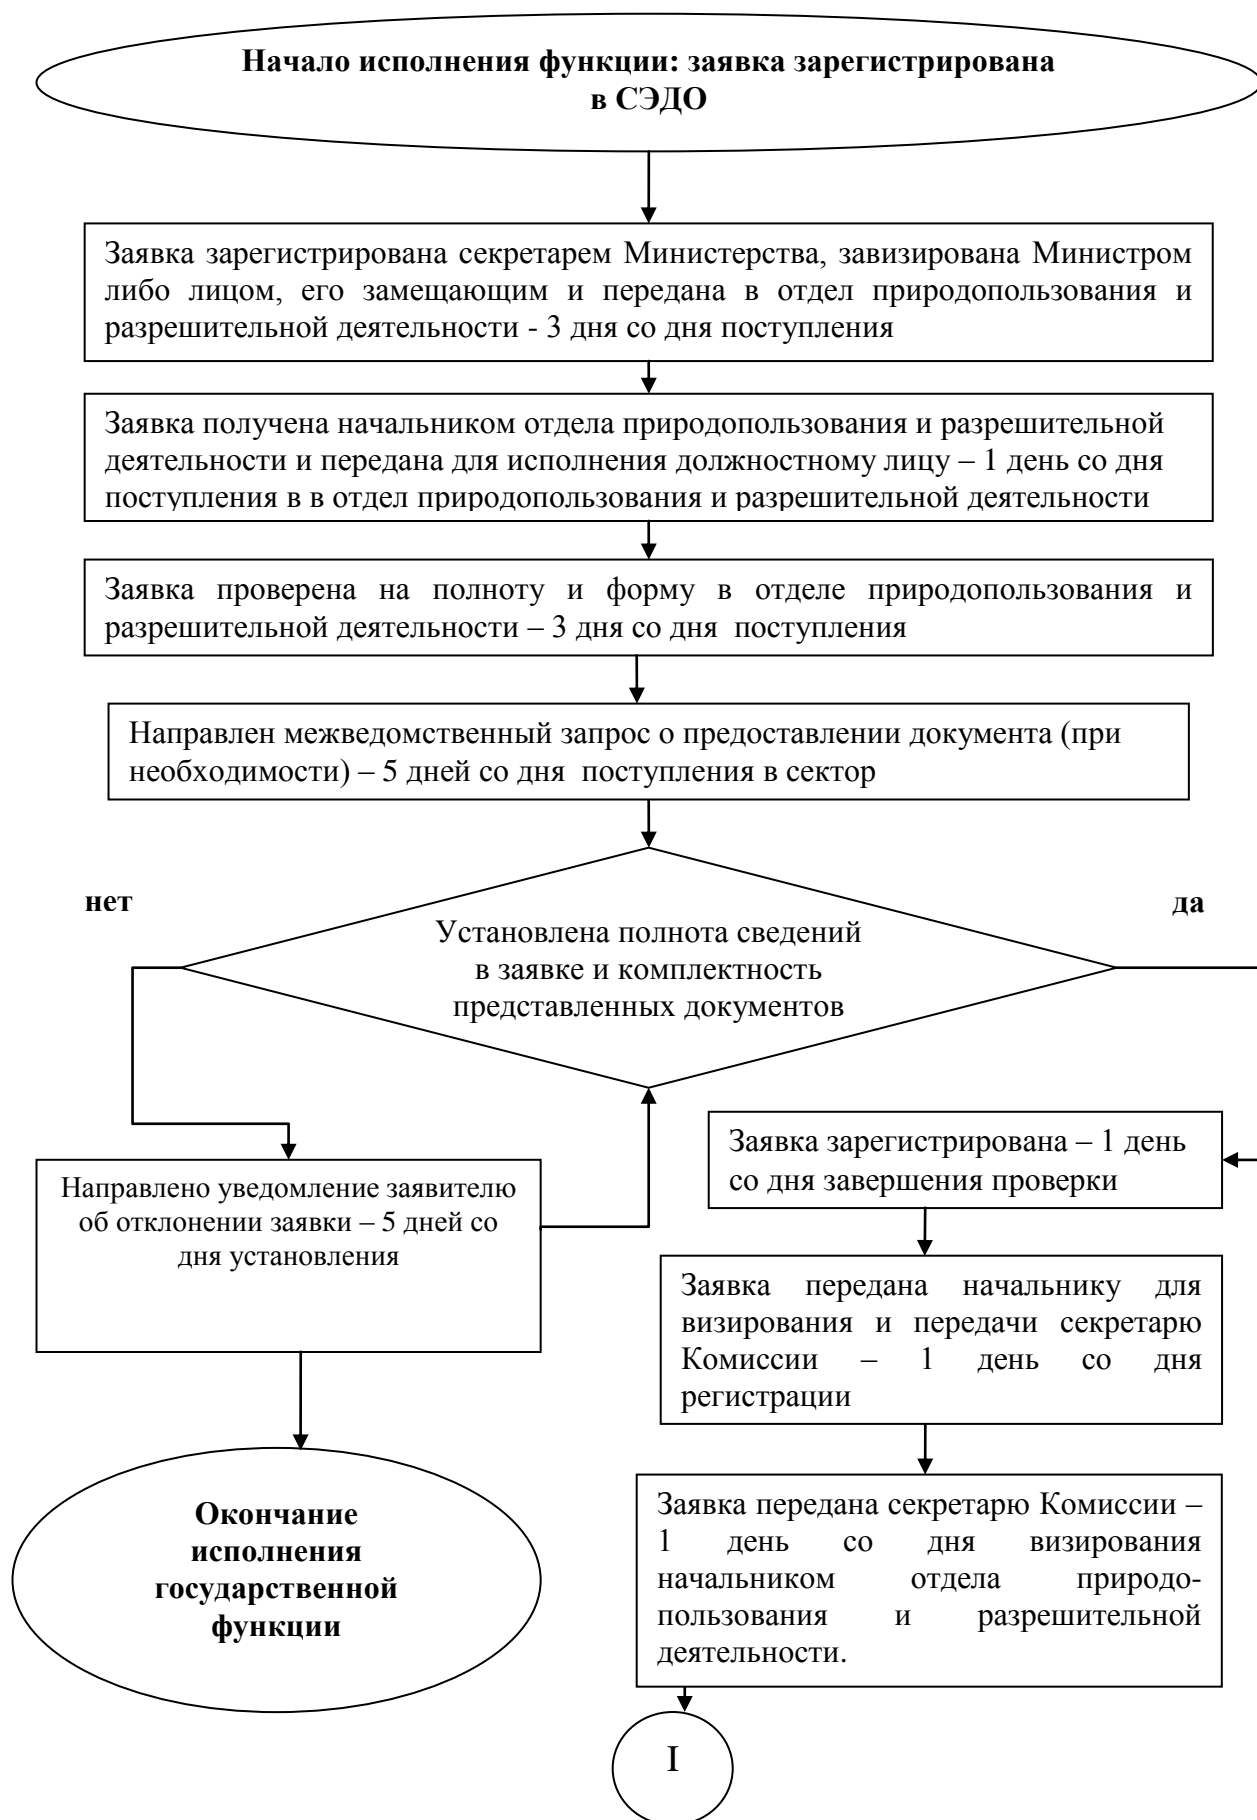 Начало исполнения функции: заявка зарегистрирована
в СЭДО
Заявка зарегистрирована секретарем Министерства, завизирована Министром
либо лицом, его замещающим и передана в отдел природопользования и
разрешительной деятельности - 3 дня со дня поступления
Заявка получена начальником отдела природопользования и разрешительной
деятельности и передана для исполнения должностному лицу – 1 день со дня
поступления в в отдел природопользования и разрешительной деятельности
Заявка проверена на полноту и форму в отделе природопользования и
разрешительной деятельности – 3 дня со дня поступления
Направлен межведомственный запрос о предоставлении документа (при
необходимости) – 5 дней со дня поступления в сектор
нет
да
Установлена полнота сведений
в заявке и комплектность
представленных документов
Заявка зарегистрирована – 1 день
со дня завершения проверки
Направлено уведомление заявителю
об отклонении заявки – 5 дней со
дня установления
Заявка передана начальнику для
визирования и передачи секретарю
Комиссии – 1 день со дня
регистрации
Окончание
исполнения
государственной
функции
Заявка передана секретарю Комиссии –
1 день со дня визирования
начальником отдела природо-
пользования и разрешительной
деятельности.
I